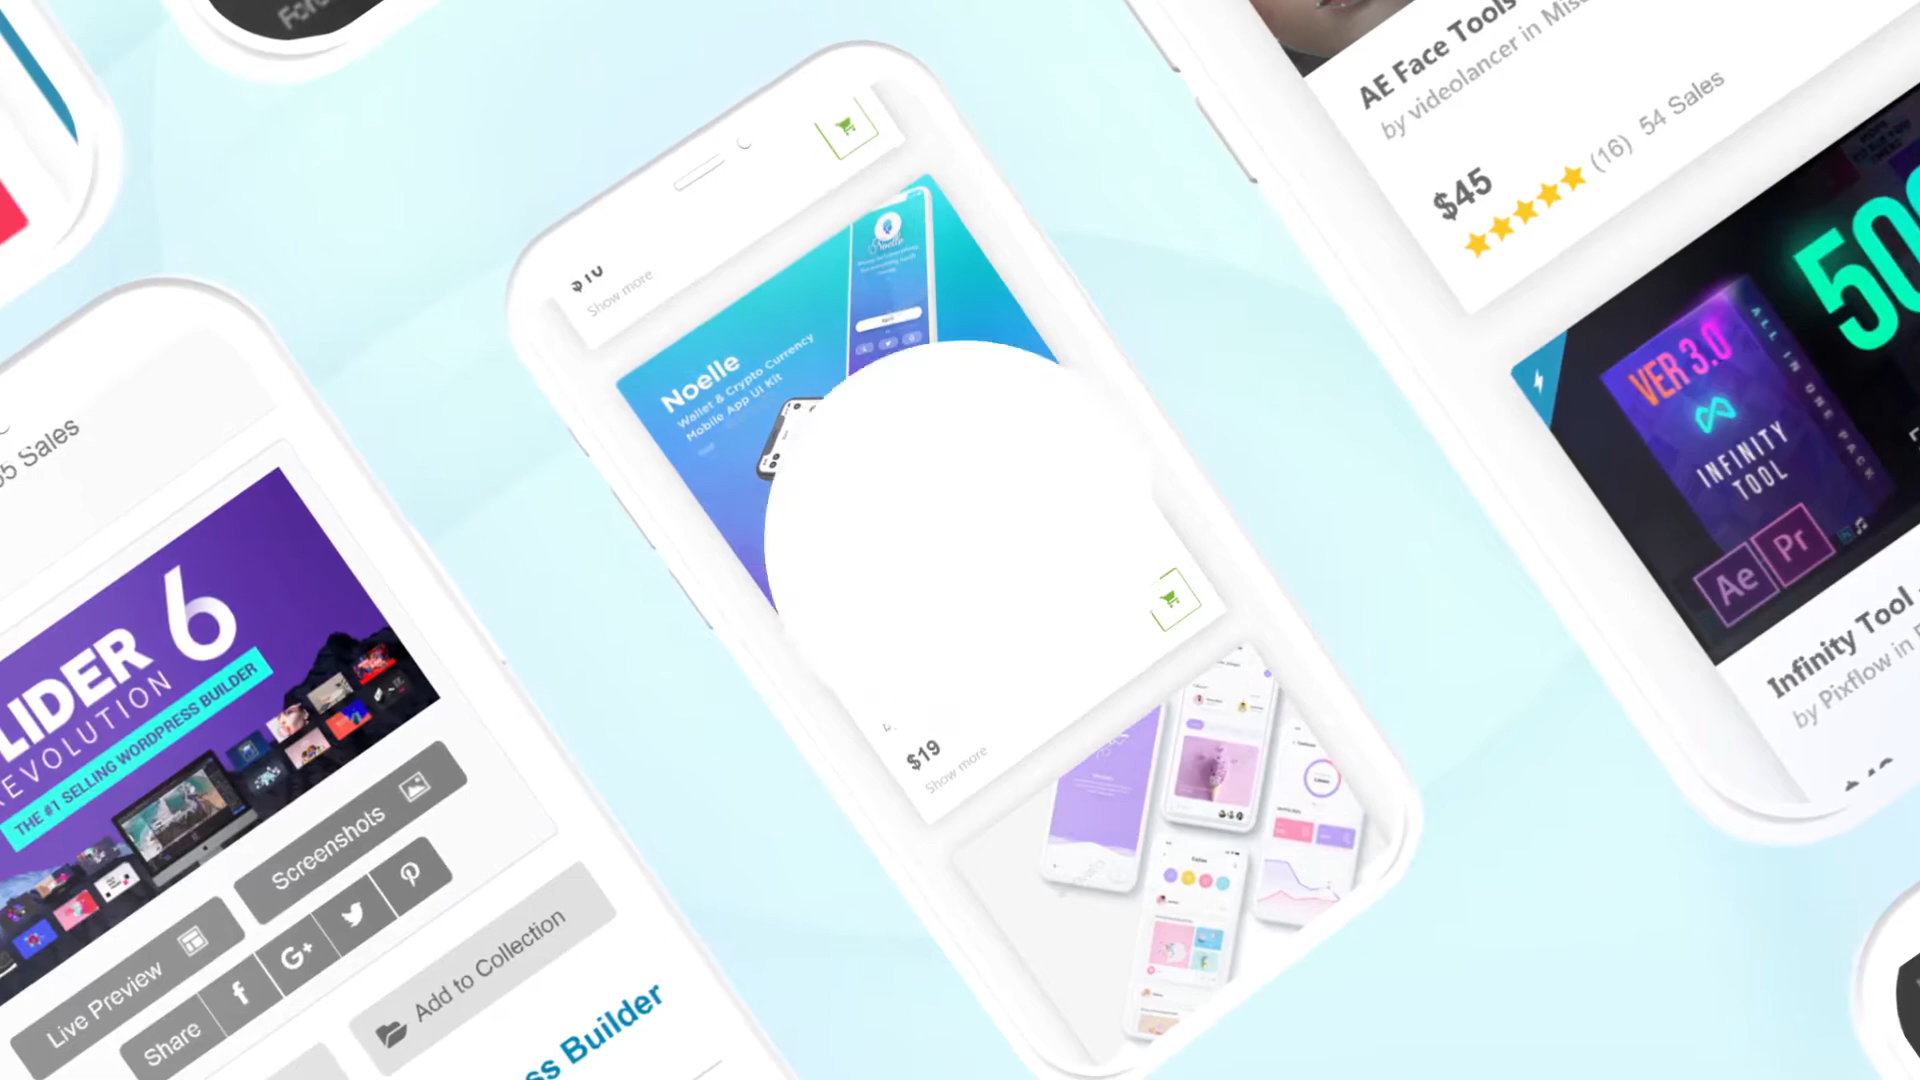 Show more
Noelle
Wallet & Crypto Currency
Mobile App UI Kit
Noelle
$19
Show more
5 Sales
LIDER 6
EVOLUTION
THE #1 SELLING WORDPRESS BUILDER
Live Preview
Screenshots
Share
f
G+
Add to Collection
ss Builder
AE Face Tools
by videolancer in
$45
(16) 54 Sales
VER 3.0
INFINITY
TOOL
ALL IN ONE PACK
Ae
Pr
50
Infinity Tool
by Pixflow in